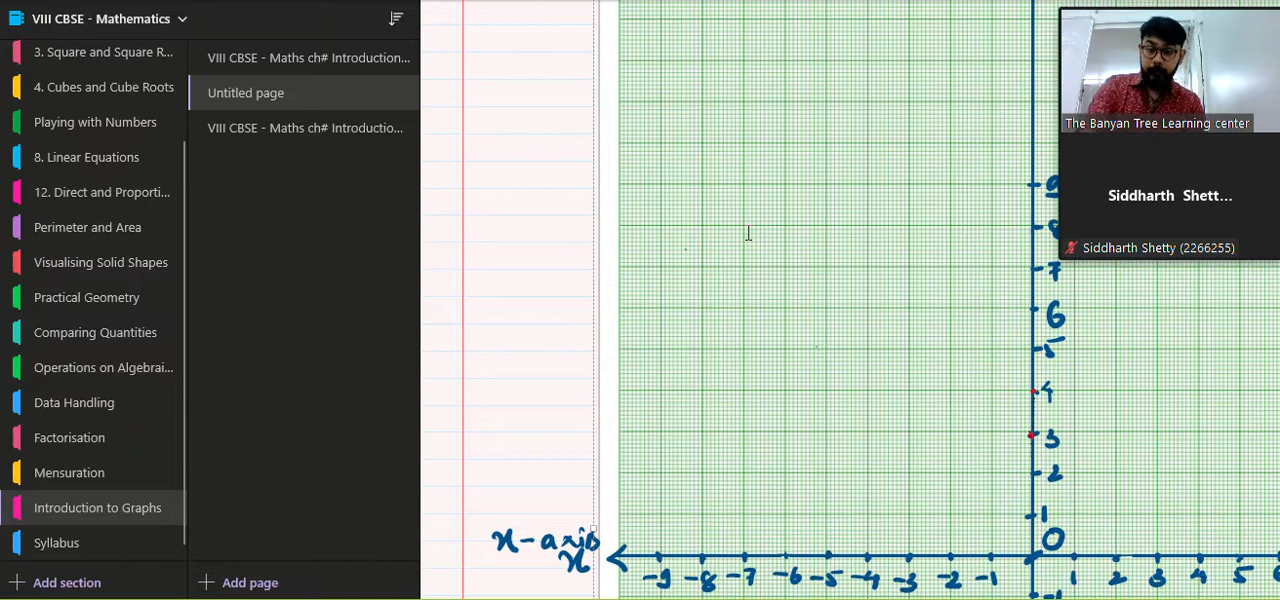 VIII CBSE - Mathematics
3. Square and Square R...
4. Cubes and Cube Roots
Playing with Numbers
8. Linear Equations
12. Direct and Proporti...
Perimeter and Area
Visualising Solid Shapes
Practical Geometry
Comparing Quantities
Operations on Algebrai...
Data Handling
Factorisation
Mensuration
Introduction to Graphs
Syllabus
Add section
VIII CBSE - Maths ch# Introduction...
Untitled page
VIII CBSE - Maths ch# Introductio...
Add page
The Banyan Tree Learning center
Siddharth Shett...
Siddharth Shetty (2266255)
9
8
7
6
5
4
3
2
1
0
x-axis
x
-9 -8 -7 -6 -5 -4 -3 -2 -1 1 2 3 4 5 6
-1